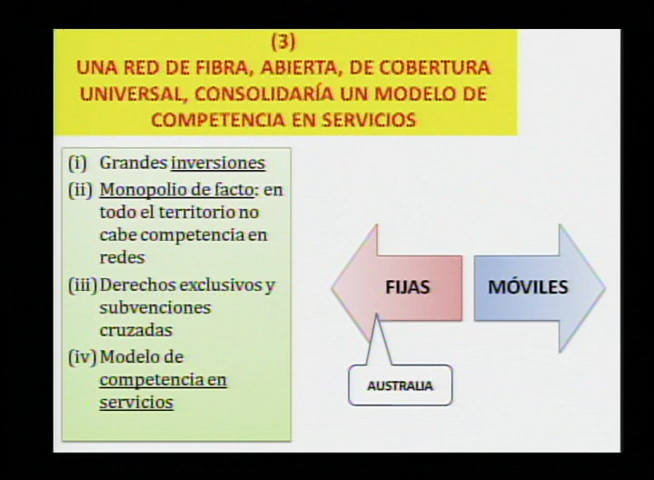 (3)
UNA RED DE FIBRA, ABIERTA, DE COBERTURA
UNIVERSAL, CONSOLIDARÍA UN MODELO DE
COMPETENCIA EN SERVICIOS
(i) Grandes inversiones
(ii) Monopolio de facto: en
todo el territorio no
cabe competencia en
redes
(iii) Derechos exclusivos y
subvenciones
cruzadas
(iv) Modelo de
competencia en
servicios
FIJAS
MÓVILES
AUSTRALIA